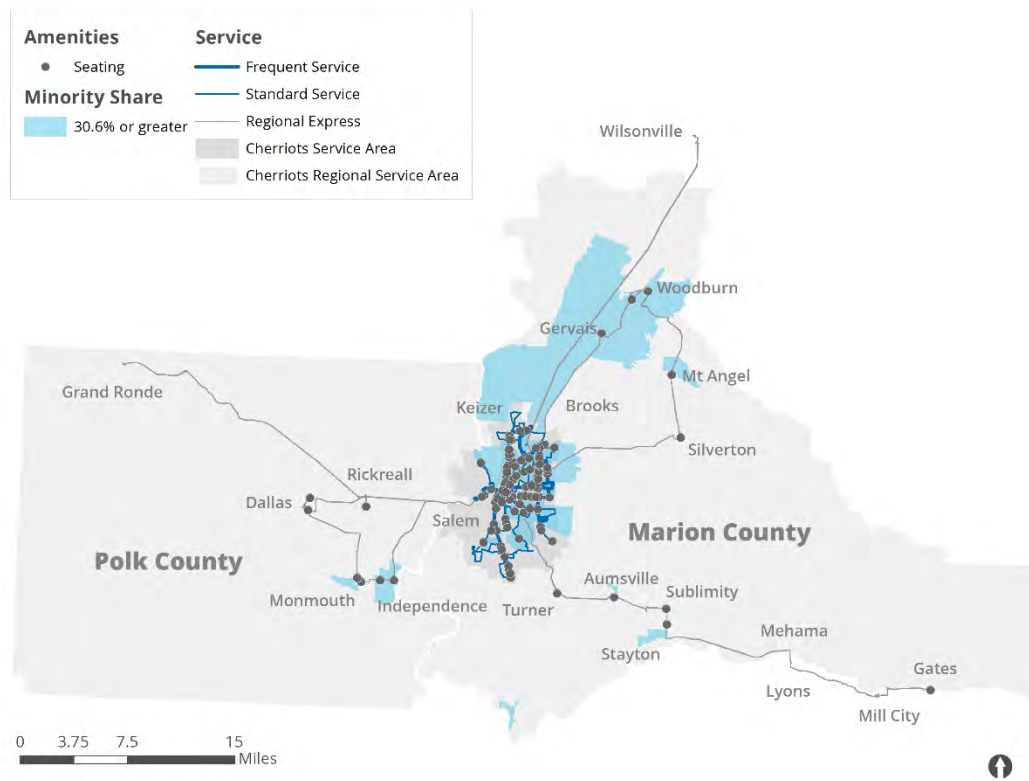 Amenities
Seating
Minority Share
30.6% or greater
Service
Frequent Service
Standard Service
Regional Express
Cherriots Service Area
Cherriots Regional Service Area
Wilsonville
Woodburn
Gervais
Mt Angel
Grand Ronde
Keizer
Brooks
Silverton
Rickreall
Dallas
Salem
Marion County
Polk County
Aumsville
Sublimity
Monmouth
Independence
Turner
Mehama
Stayton
Gates
Lyons
Mill City
0 3.75 7.5 15
Miles